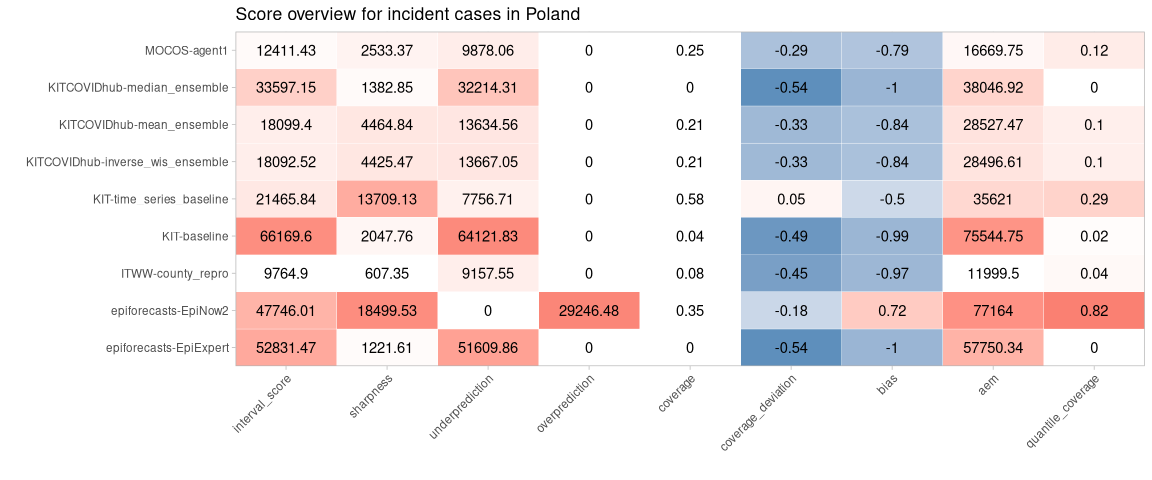 Score overview for incident cases in Poland
MOCOS-agent1 12411.43 2533.37 9878.06 0 0.25 -0.29 -0.79 16669.75 0.12
KITCOVIDhub-median_ensemble 33597.15 1382.85 32214.31 0 0 -0.54 -1 38046.92 0
KITCOVIDhub-mean_ensemble 18099.4 4464.84 13634.56 0 0.21 -0.33 -0.84 28527.47 0.1
KITCOVIDhub-inverse_wis_ensemble 18092.52 4425.47 13667.05 0 0.21 -0.33 -0.84 28496.61 0.1
KIT-time_series_baseline 21465.84 13709.13 7756.71 0 0.58 0.05 -0.5 35621 0.29
KIT-baseline 66169.6 2047.76 64121.83 0 0.04 -0.49 -0.99 75544.75 0.02
ITWW-county_repro 9764.9 607.35 9157.55 0 0.08 -0.45 -0.97 11999.5 0.04
epiforecasts-EpiNow2 47746.01 18499.53 0 29246.48 0.35 -0.18 0.72 77164 0.82
epiforecasts-EpiExpert 52831.47 1221.61 51609.86 0 0 -0.54 -1 57750.34 0
interval_score sharpness underprediction overprediction coverage coverage_deviation bias aem quantile_coverage